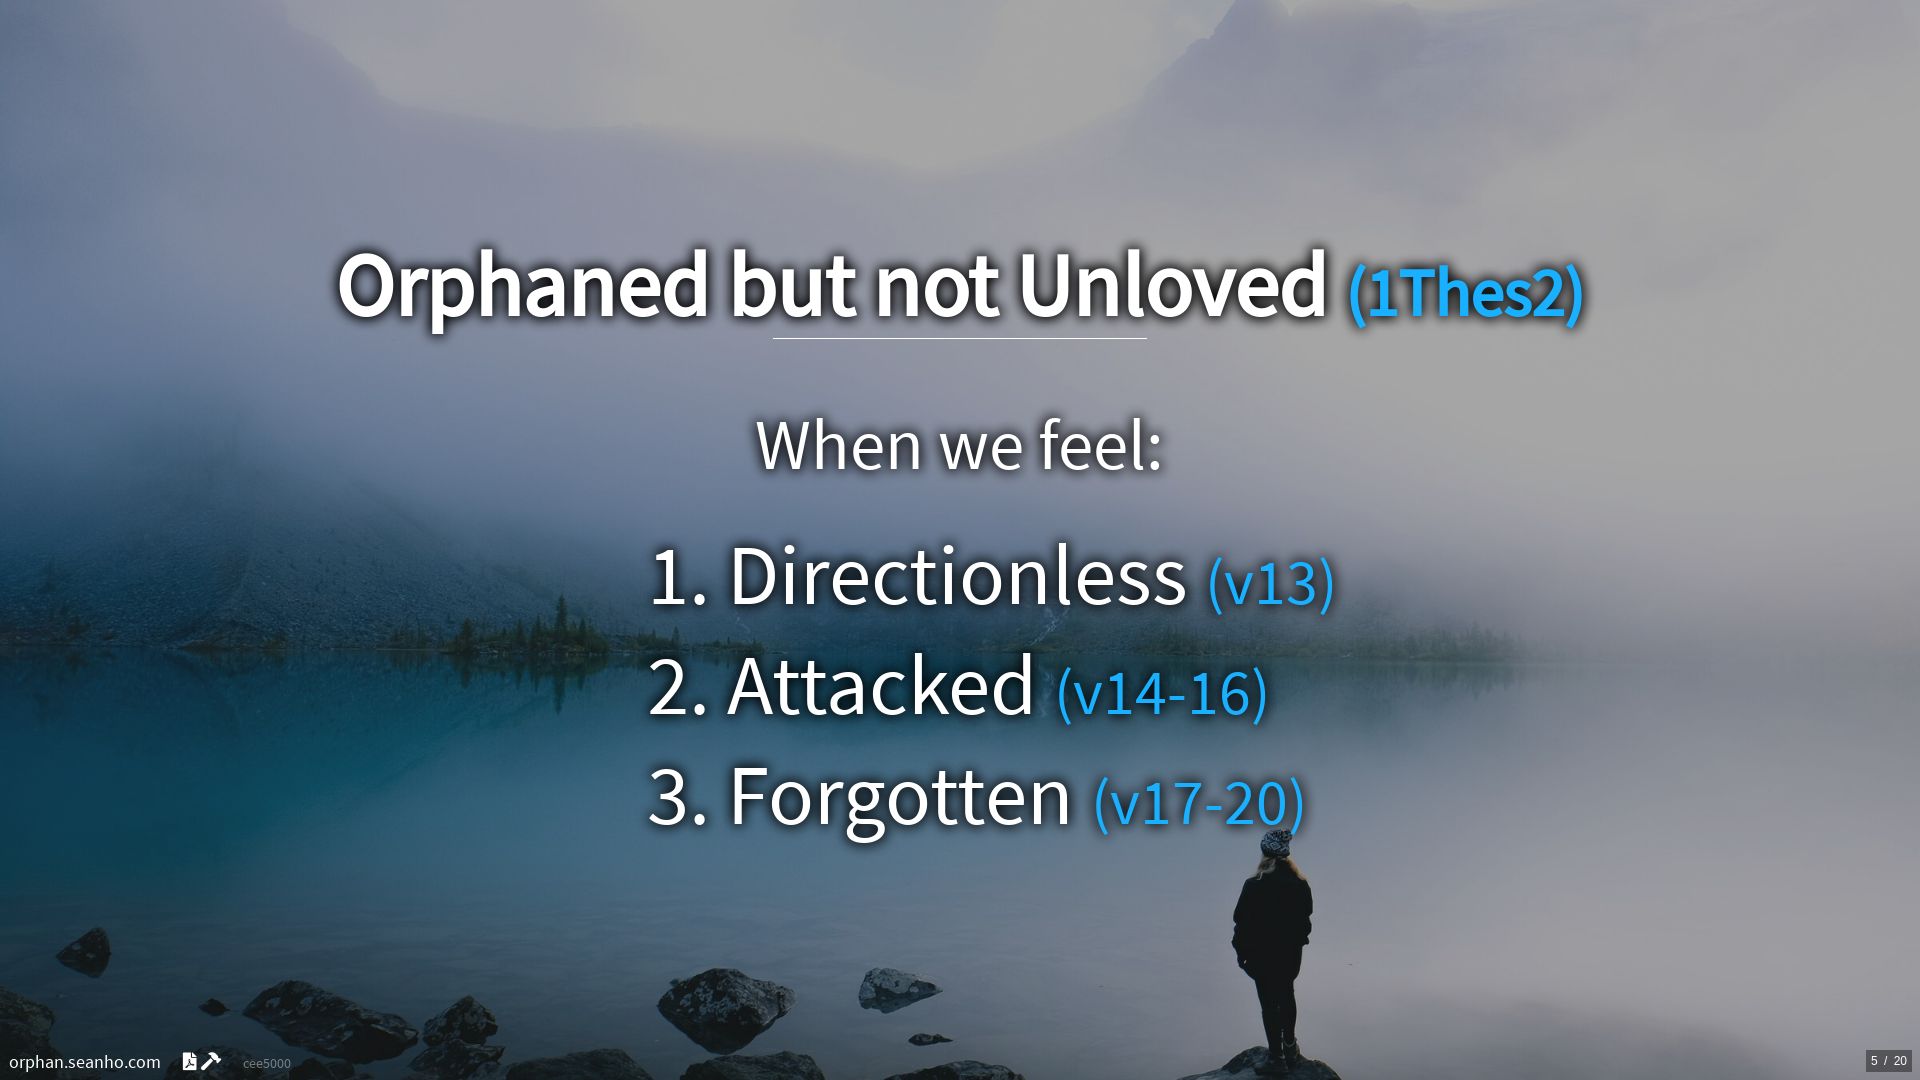 Orphaned but not Unloved (1Thes2)
When we feel:
1. Directionless (v13)
2. Attacked (v14-16)
3. Forgotten (v17-20)
orphan.seanho.com cee5000
5 / 20